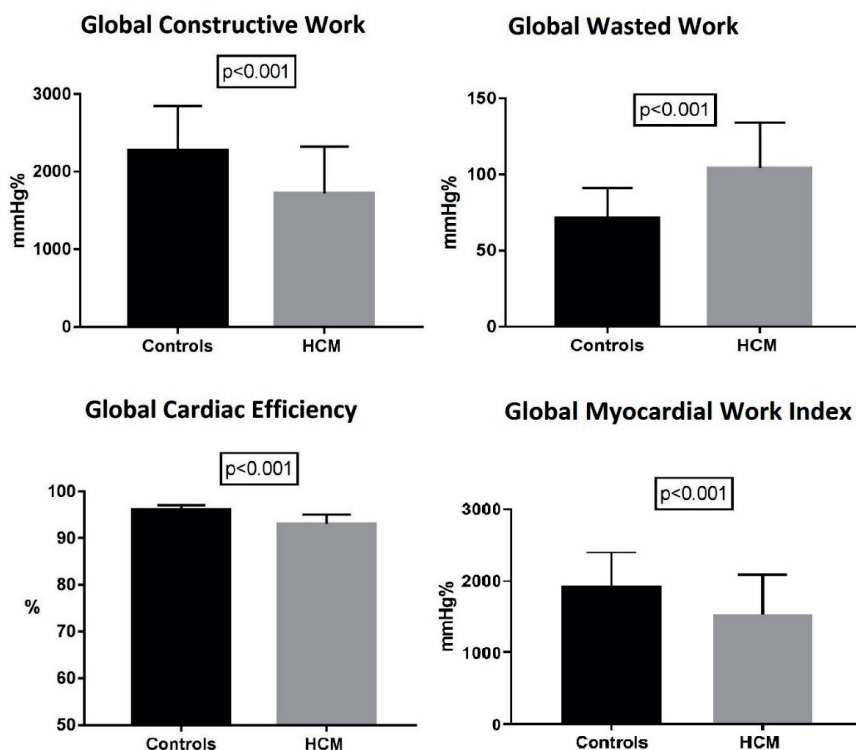 Global Constructive Work
p<0.001
3000
2000
1000
0
mmHg%
Controls HCM
Global Wasted Work
p<0.001
150
100
50
0
mmHg%
Controls HCM
Global Cardiac Efficiency
p<0.001
100
90
80
70
60
50
%
Controls HCM
Global Myocardial Work Index
p<0.001
3000
2000
1000
0
mmHg%
Controls HCM